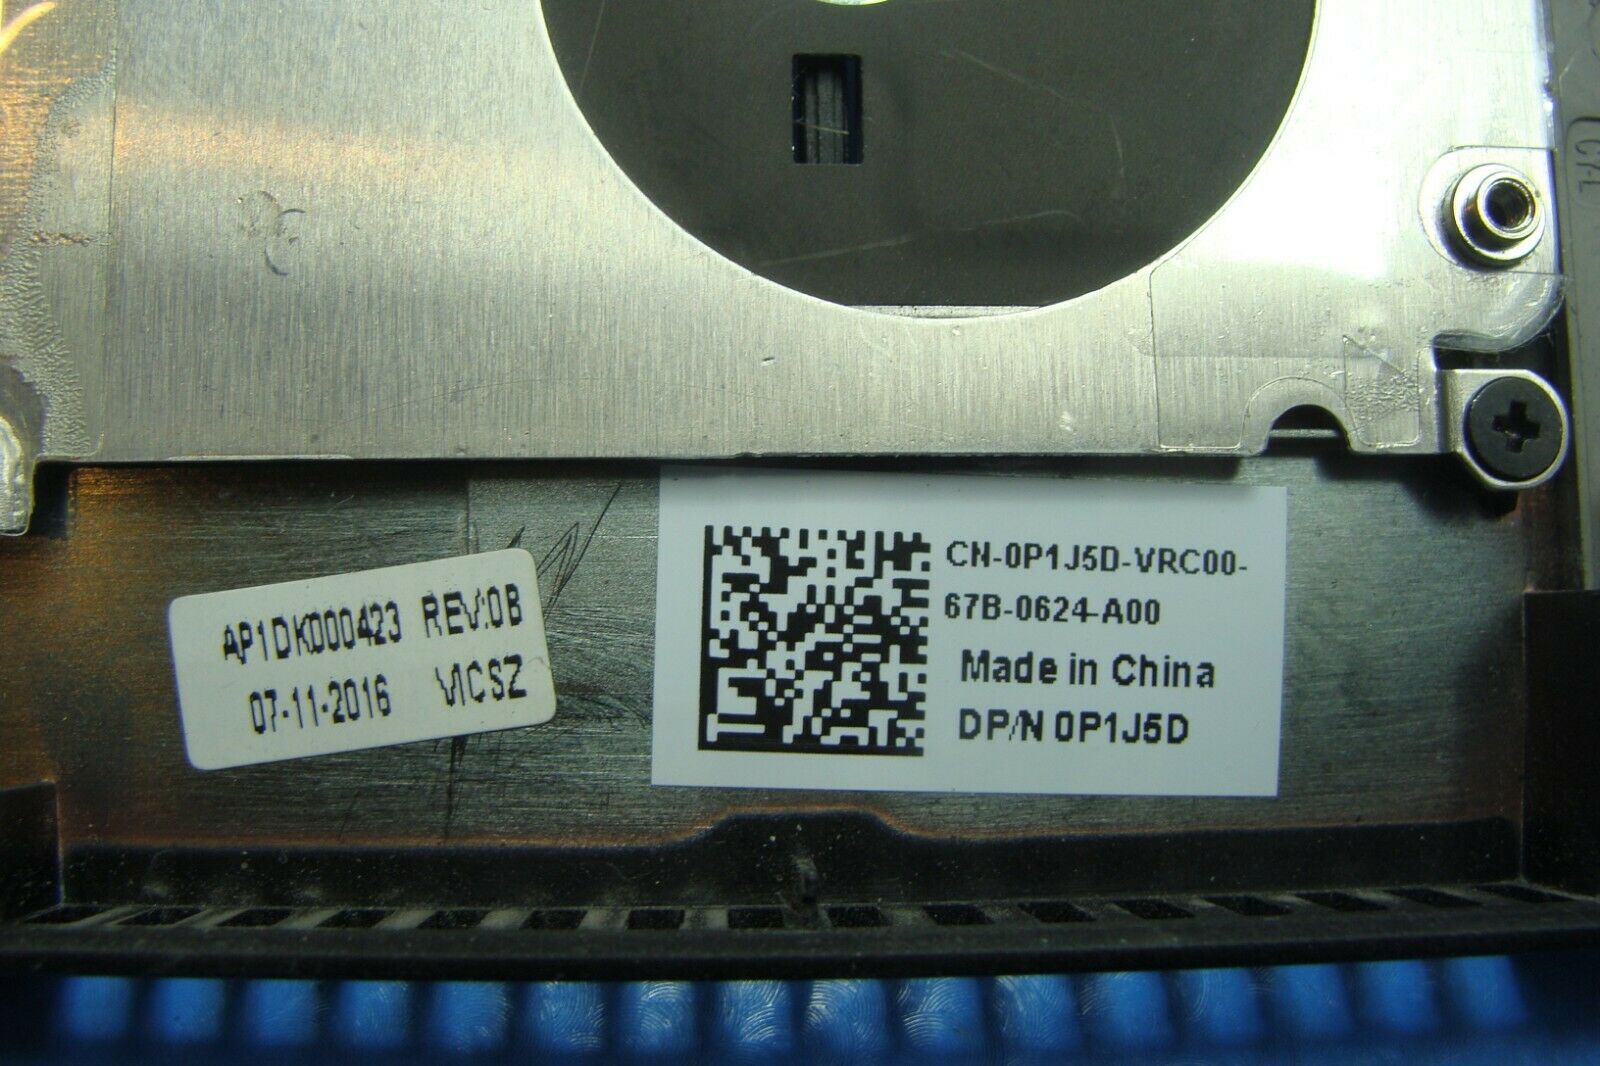 AP1DK000423 REV:0B
07-11-2016 VICSZ
CN-0P1J5D-VRC00-
67B-0624-A00
Made in China
DP/N 0P1J5D